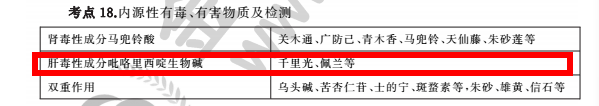 考点 18.内源性有毒、有害物质及检测
肾毒性成分马兜铃酸 关木通、广防己、青木香、马兜铃、天仙藤、朱砂莲等
肝毒性成分吡咯里西啶生物碱 千里光、佩兰等
双重作用 乌头碱、苦杏仁苷、士的宁、斑蝥素等，朱砂、雄黄、信石等